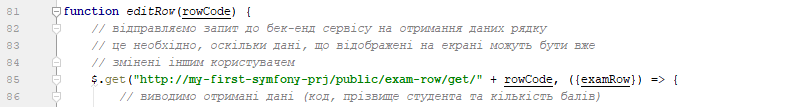 81 function editRow(rowCode) {
82 // відправляємо запит до бек-енд сервісу на отримання даних рядку
83 // це необхідно, оскільки дані, що відображені на екрані можуть бути вже
84 // змінені іншим користувачем
85 $.get("http://my-first-symfony-prj/public/exam-row/get/" + rowCode, ({examRow}) => {
86 // виводимо отримані дані (код, прізвище студента та кількість балів)